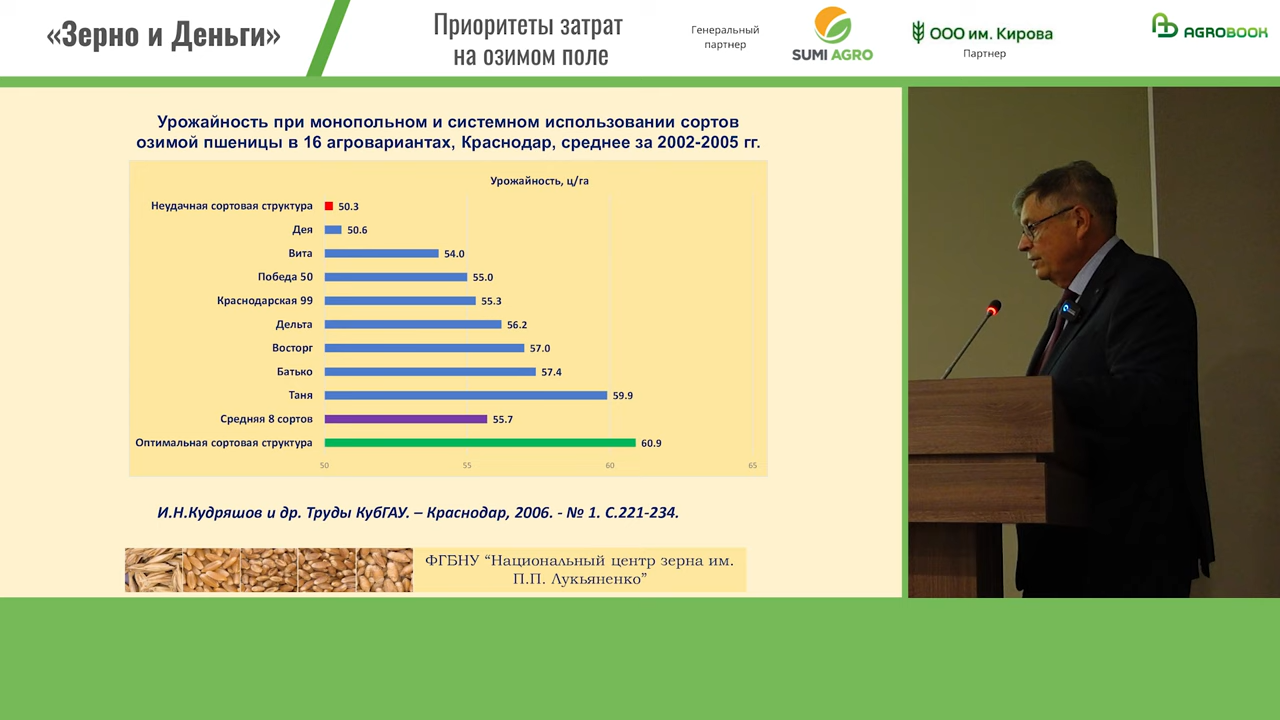 «Зерно и Деньги»
Приоритеты затрат
на озимом поле
Генеральный
партнер
SUMI AGRO
ООО им. Кирова
Партнер
AGROBOOK
Урожайность при монопольном и системном использовании сортов
озимой пшеницы в 16 агровариантах, Краснодар, среднее за 2002-2005 гг.
Урожайность, ц/га
Неудачная сортовая структура 50.3
Дея 50.6
Вита 54.0
Победа 50 55.0
Краснодарская 99 55.3
Дельта 56.2
Восторг 57.0
Батько 57.4
Таня 59.9
Средняя 8 сортов 55.7
Оптимальная сортовая структура 60.9
50 55 60 65
И.Н.Кудряшов и др. Труды КубГАУ. – Краснодар, 2006. - № 1. С.221-234.
ФГБНУ “Национальный центр зерна им.
П.П. Лукьяненко”